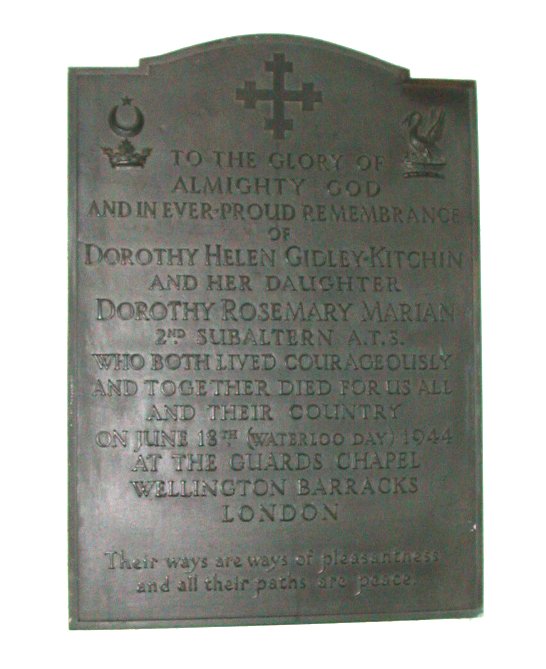 TO THE GLORY OF
ALMIGHTY GOD
AND IN EVER-PROUD REMEMBRANCE
OF
DOROTHY HELEN GIDLEY-KITCHIN
AND HER DAUGHTER
DOROTHY ROSEMARY MARIAN
2ND SUBALTERN A.T.S.
WHO BOTH LIVED COURAGEOUSLY
AND TOGETHER DIED FOR US ALL
AND THEIR COUNTRY
ON JUNE 18TH (WATERLOO DAY) 1944
AT THE GUARDS CHAPEL
WELLINGTON BARRACKS
LONDON
Their ways are ways of pleasantness
and all their paths are peace.